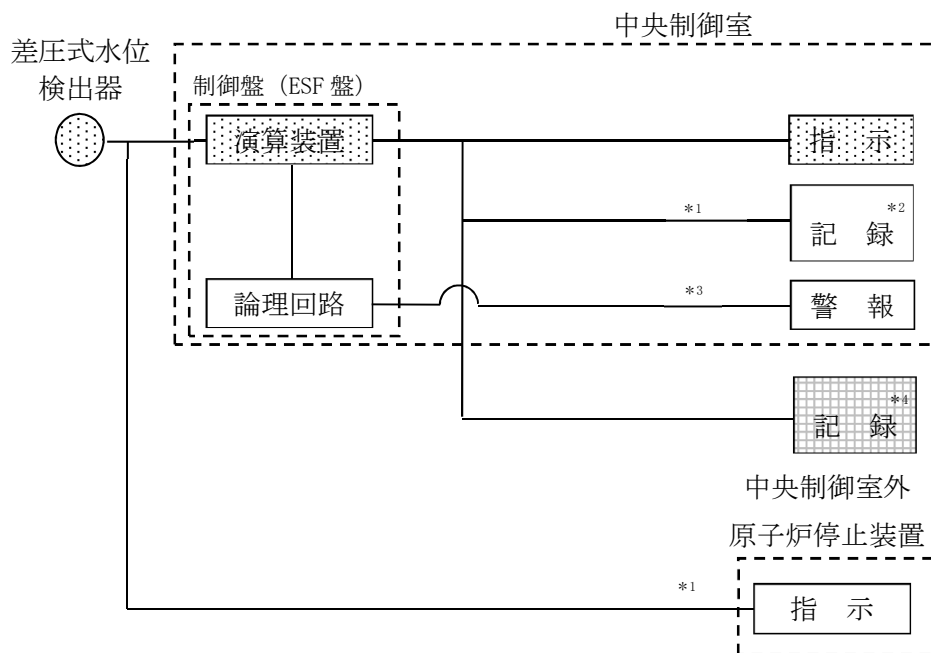 中央制御室
差圧式水位
検出器
制御盤（ESF 盤）
演算装置
指　示
*1
*2
記　録
論理回路
*3
警　報
*4
記　録
中央制御室外
原子炉停止装置
*1
指　示